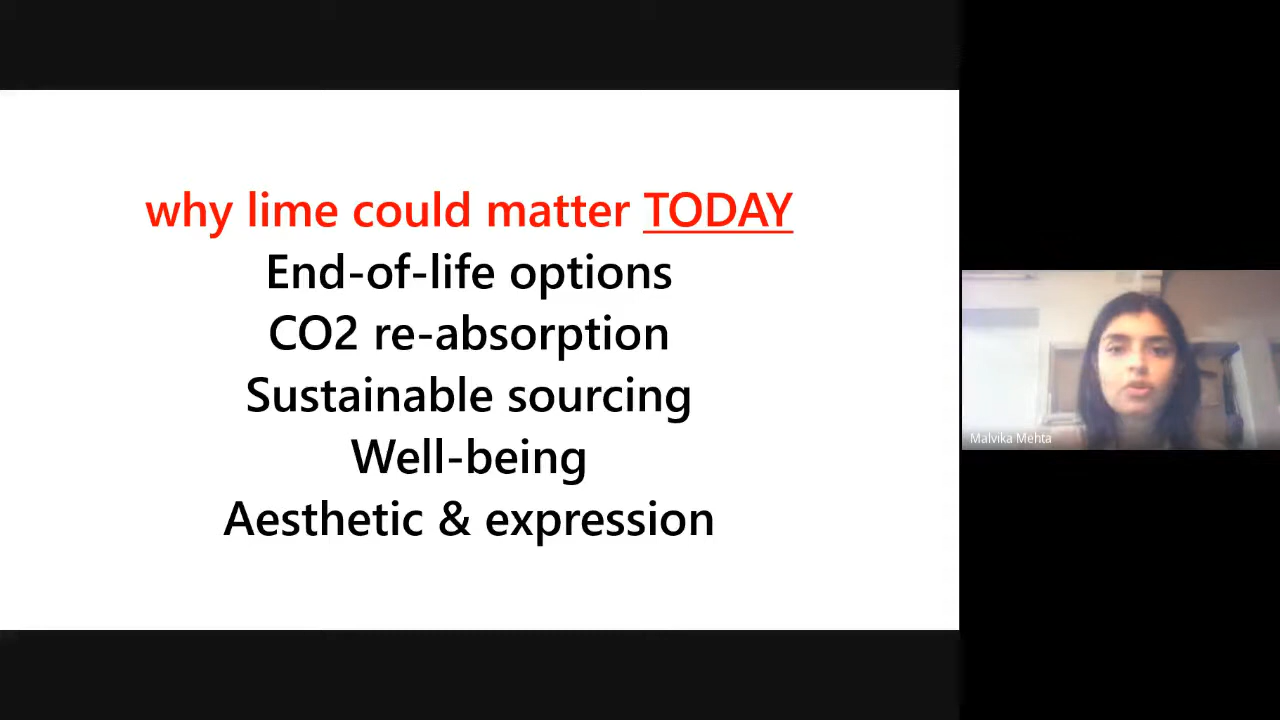 why lime could matter TODAY
End-of-life options
CO2 re-absorption
Sustainable sourcing
Well-being
Aesthetic & expression
Malvika Mehta